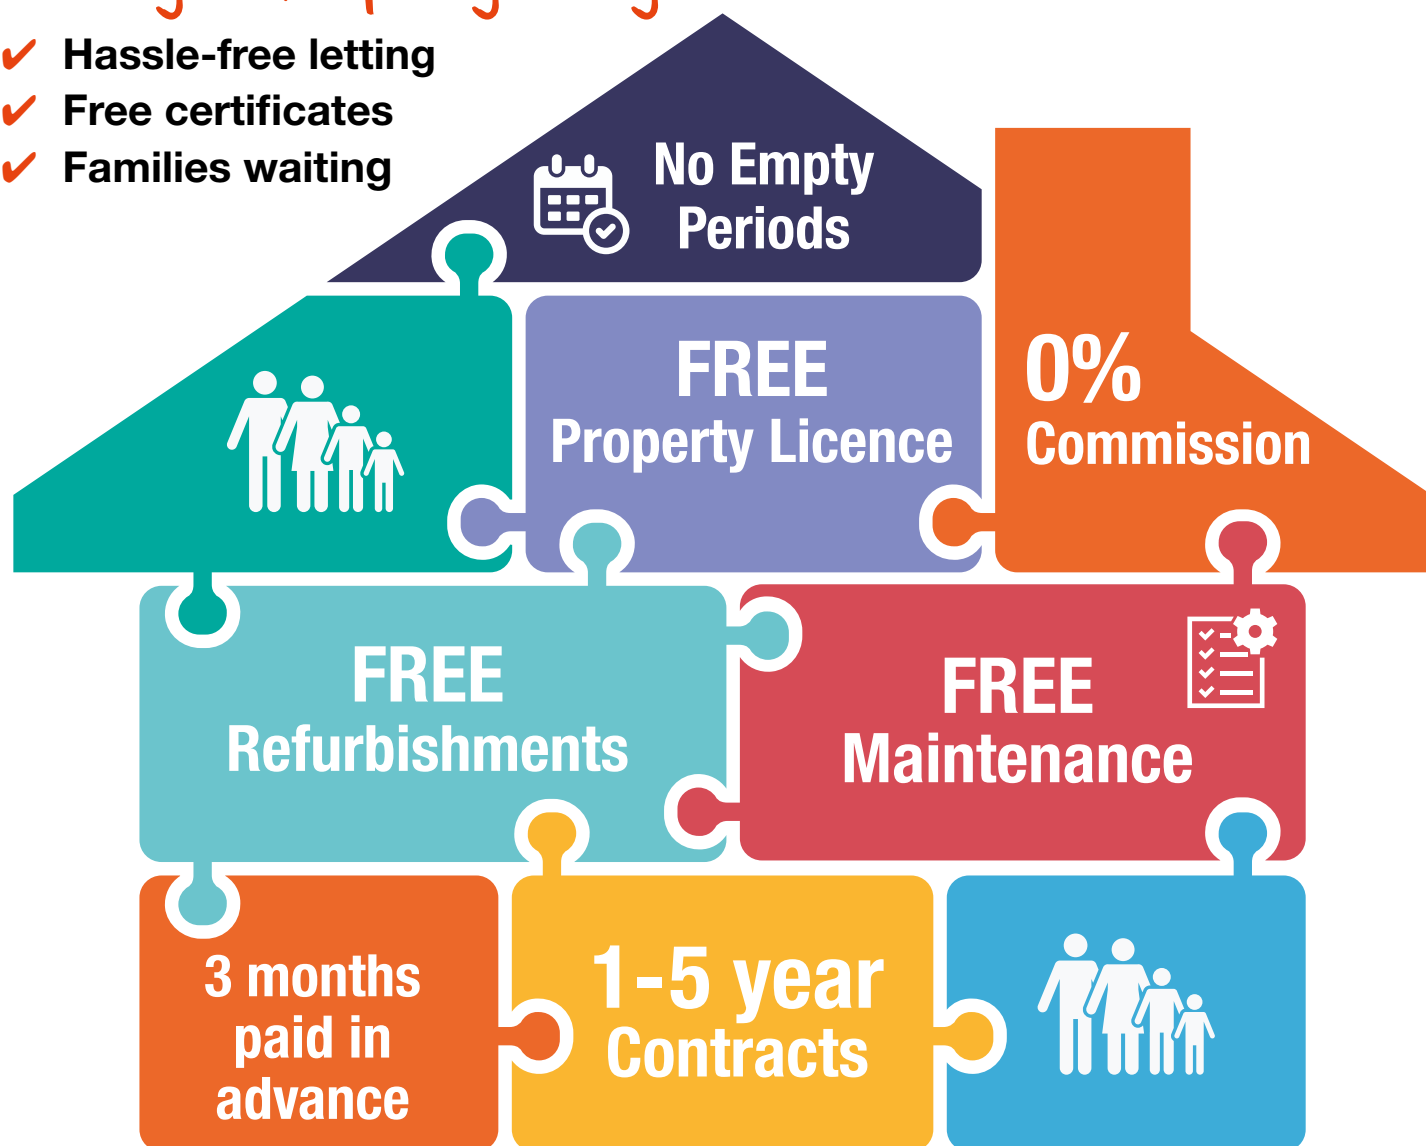 Hassle-free letting
Free certificates
Families waiting
No Empty
Periods
FREE
Property Licence
0%
Commission
FREE
Refurbishments
FREE
Maintenance
3 months
paid in
advance
1-5 year
Contracts